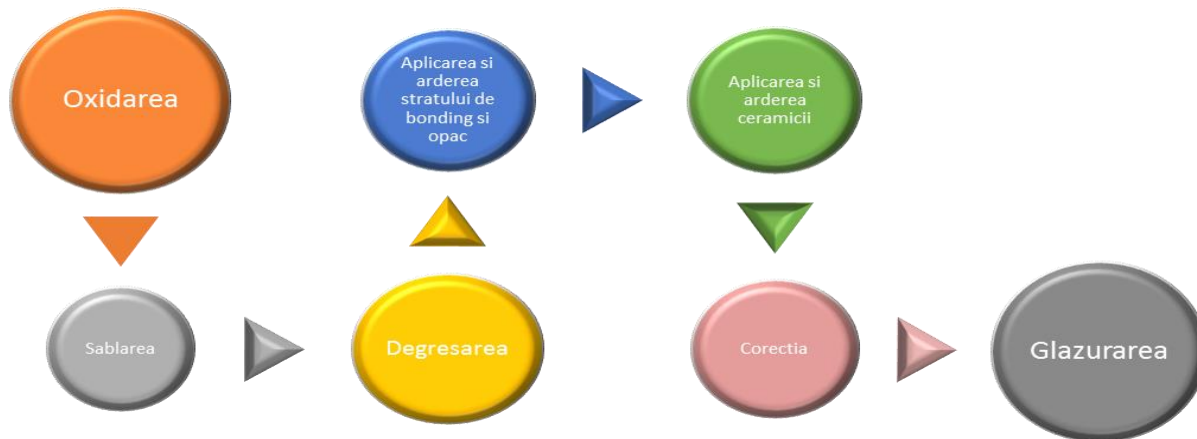 Oxidarea
Sablarea
Degresarea
Aplicarea si
arderea
stratului de
bonding si
opac
Aplicarea si
arderea
ceramicii
Corectia
Glazurarea